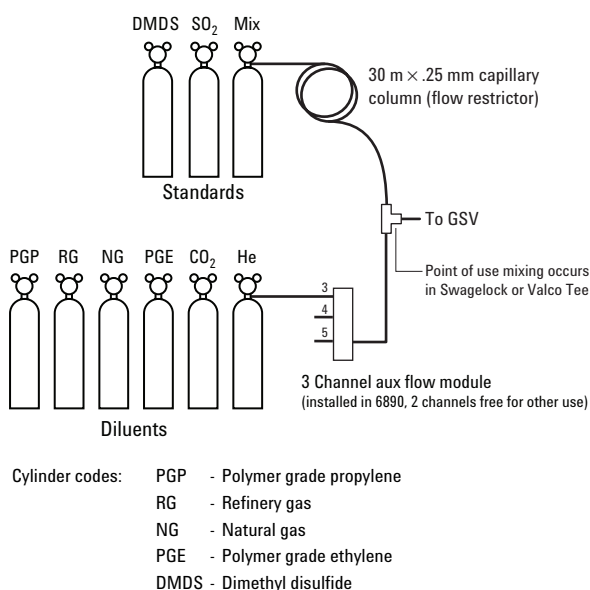 DMDS SO2 Mix
30 m × .25 mm capillary
column (flow restrictor)
Standards
To GSV
Point of use mixing occurs
in Swagelock or Valco Tee
PGP RG NG PGE CO2 He
3
4
5
3 Channel aux flow module
(installed in 6890, 2 channels free for other use)
Diluents
Cylinder codes: PGP - Polymer grade propylene
RG - Refinery gas
NG - Natural gas
PGE - Polymer grade ethylene
DMDS - Dimethyl disulfide